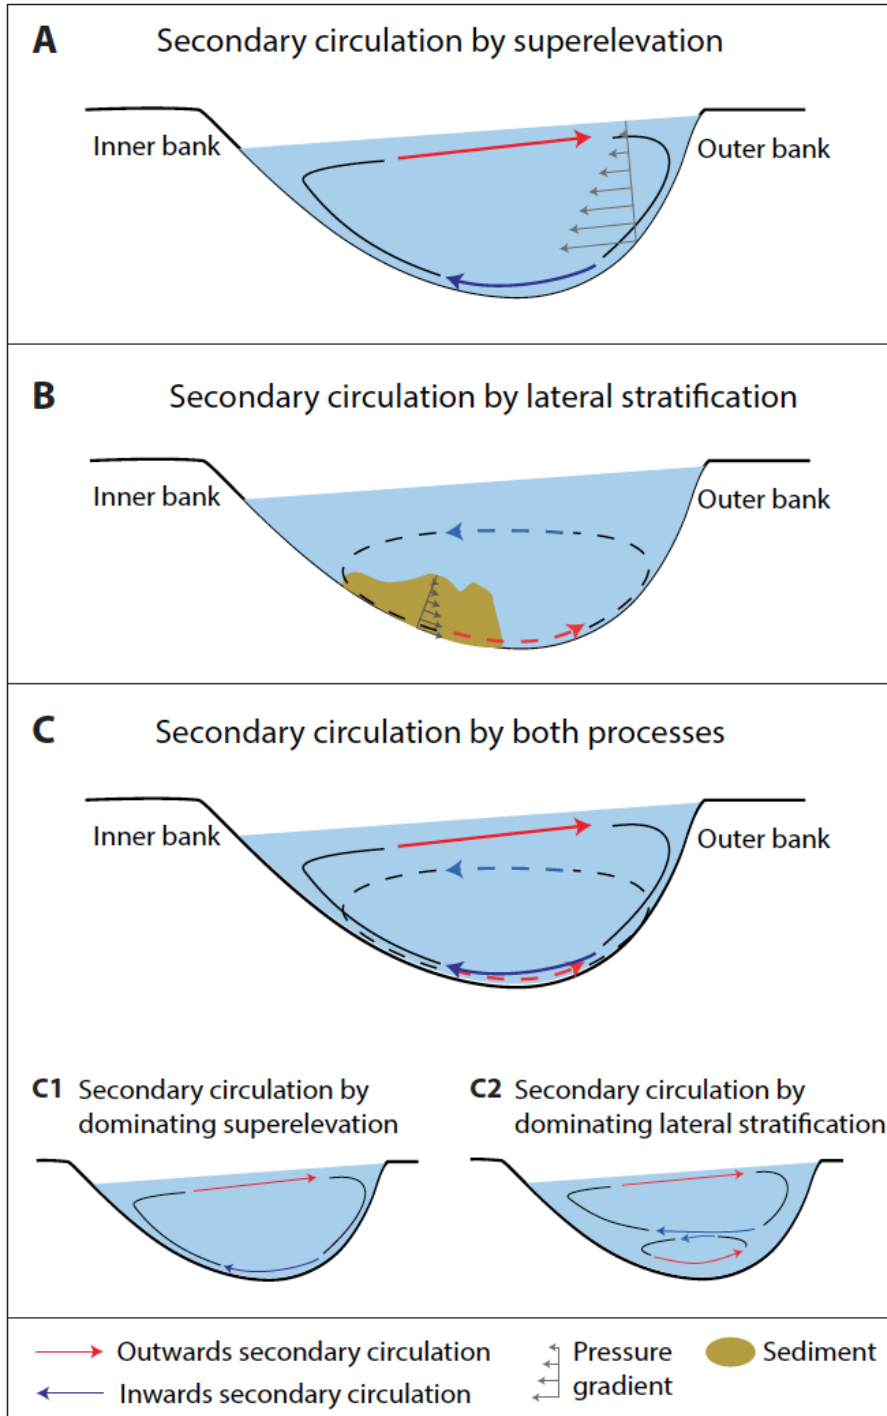 A Secondary circulation by superelevation
Inner bank
Outer bank
B Secondary circulation by lateral stratification
Inner bank
Outer bank
C Secondary circulation by both processes
Inner bank
Outer bank
C1 Secondary circulation by
dominating superelevation
C2 Secondary circulation by
dominating lateral stratification
Outwards secondary circulation
Inwards secondary circulation
Pressure
gradient
Sediment